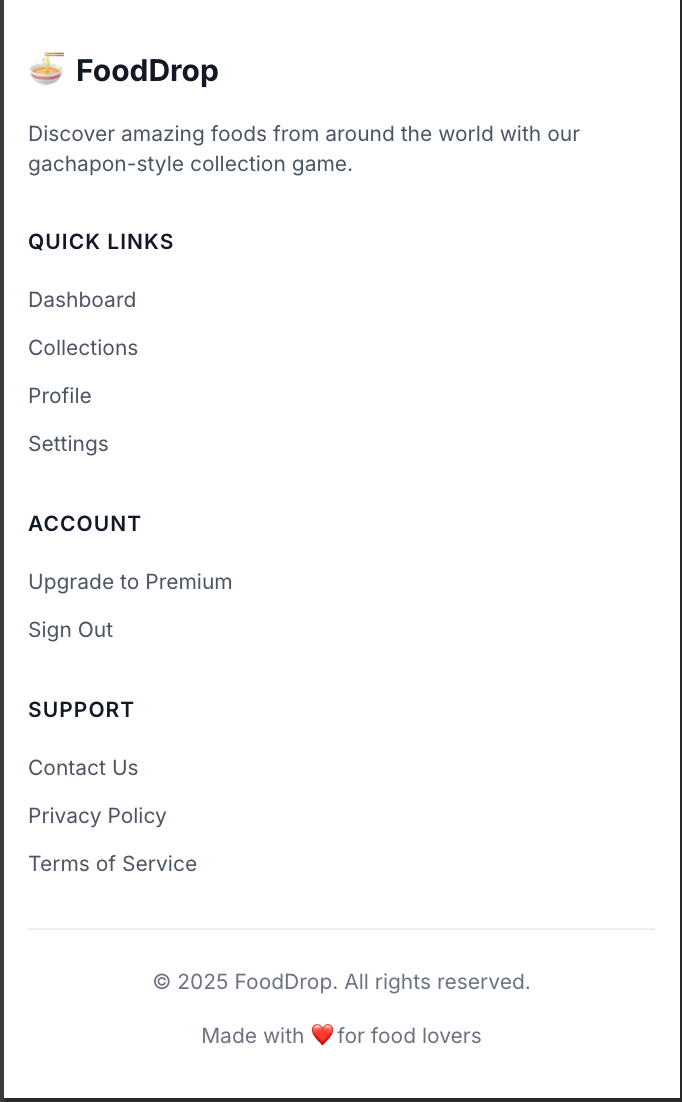 FoodDrop
Discover amazing foods from around the world with our
gachapon-style collection game.
QUICK LINKS
Dashboard
Collections
Profile
Settings
ACCOUNT
Upgrade to Premium
Sign Out
SUPPORT
Contact Us
Privacy Policy
Terms of Service
© 2025 FoodDrop. All rights reserved.
Made with ❤️ for food lovers